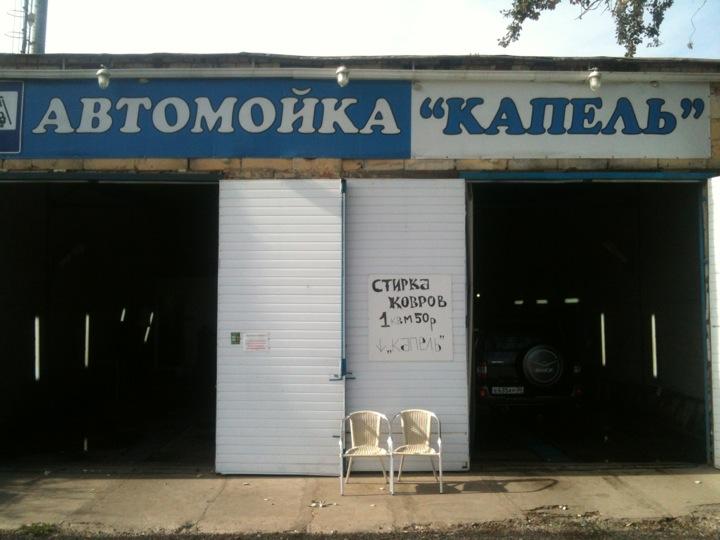 АВТОМОЙКА "КАПЕЛЬ"
СТИРКА
КОВРОВ
1 кв.м 50р
↓ „КАПЕЛЬ"